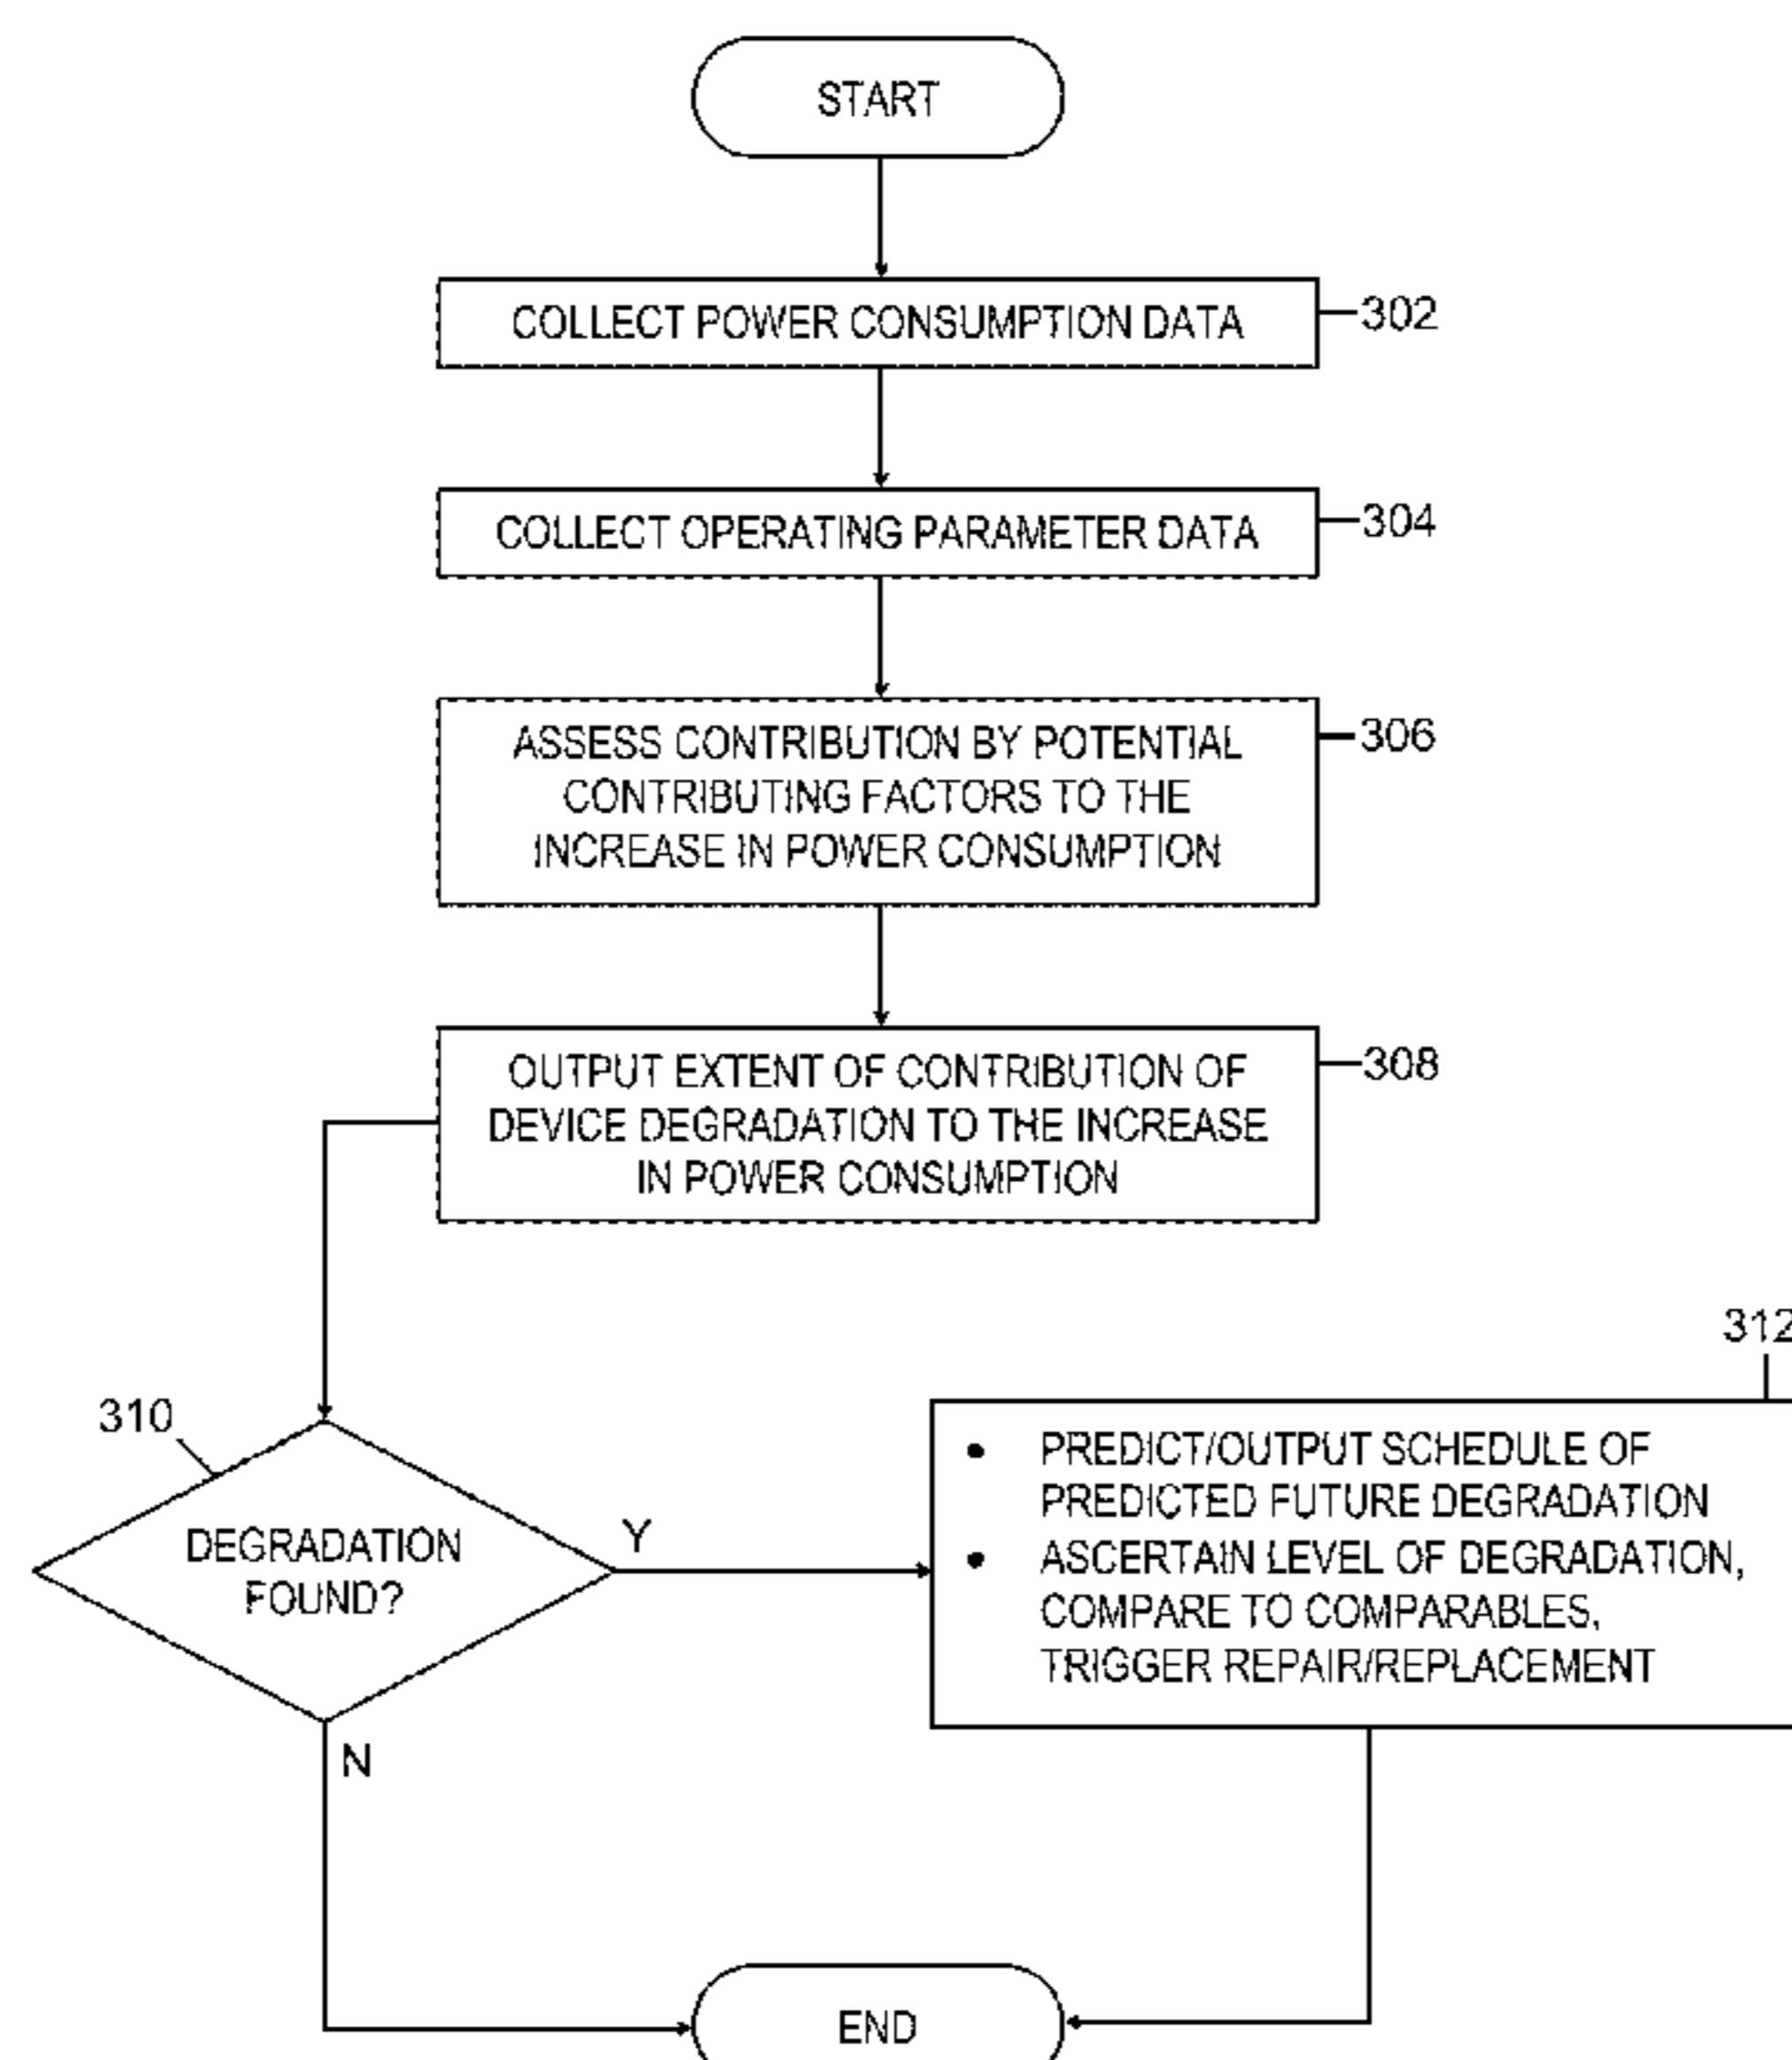 START
COLLECT POWER CONSUMPTION DATA
302
COLLECT OPERATING PARAMETER DATA
304
ASSESS CONTRIBUTION BY POTENTIAL
CONTRIBUTING FACTORS TO THE
INCREASE IN POWER CONSUMPTION
306
OUTPUT EXTENT OF CONTRIBUTION OF
DEVICE DEGRADATION TO THE INCREASE
IN POWER CONSUMPTION
308
310
DEGRADATION
FOUND?
Y
N
312
• PREDICT/OUTPUT SCHEDULE OF
PREDICTED FUTURE DEGRADATION
• ASCERTAIN LEVEL OF DEGRADATION,
COMPARE TO COMPARABLES,
TRIGGER REPAIR/REPLACEMENT
END